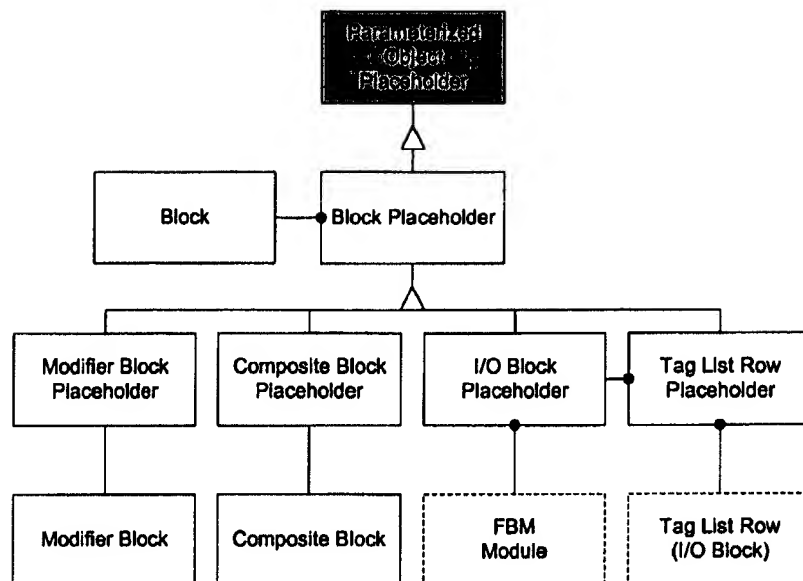 Parameterized
Object
Placeholder
Block
Block Placeholder
Modifier Block
Placeholder
Composite Block
Placeholder
I/O Block
Placeholder
Tag List Row
Placeholder
Modifier Block
Composite Block
FBM
Module
Tag List Row
(I/O Block)